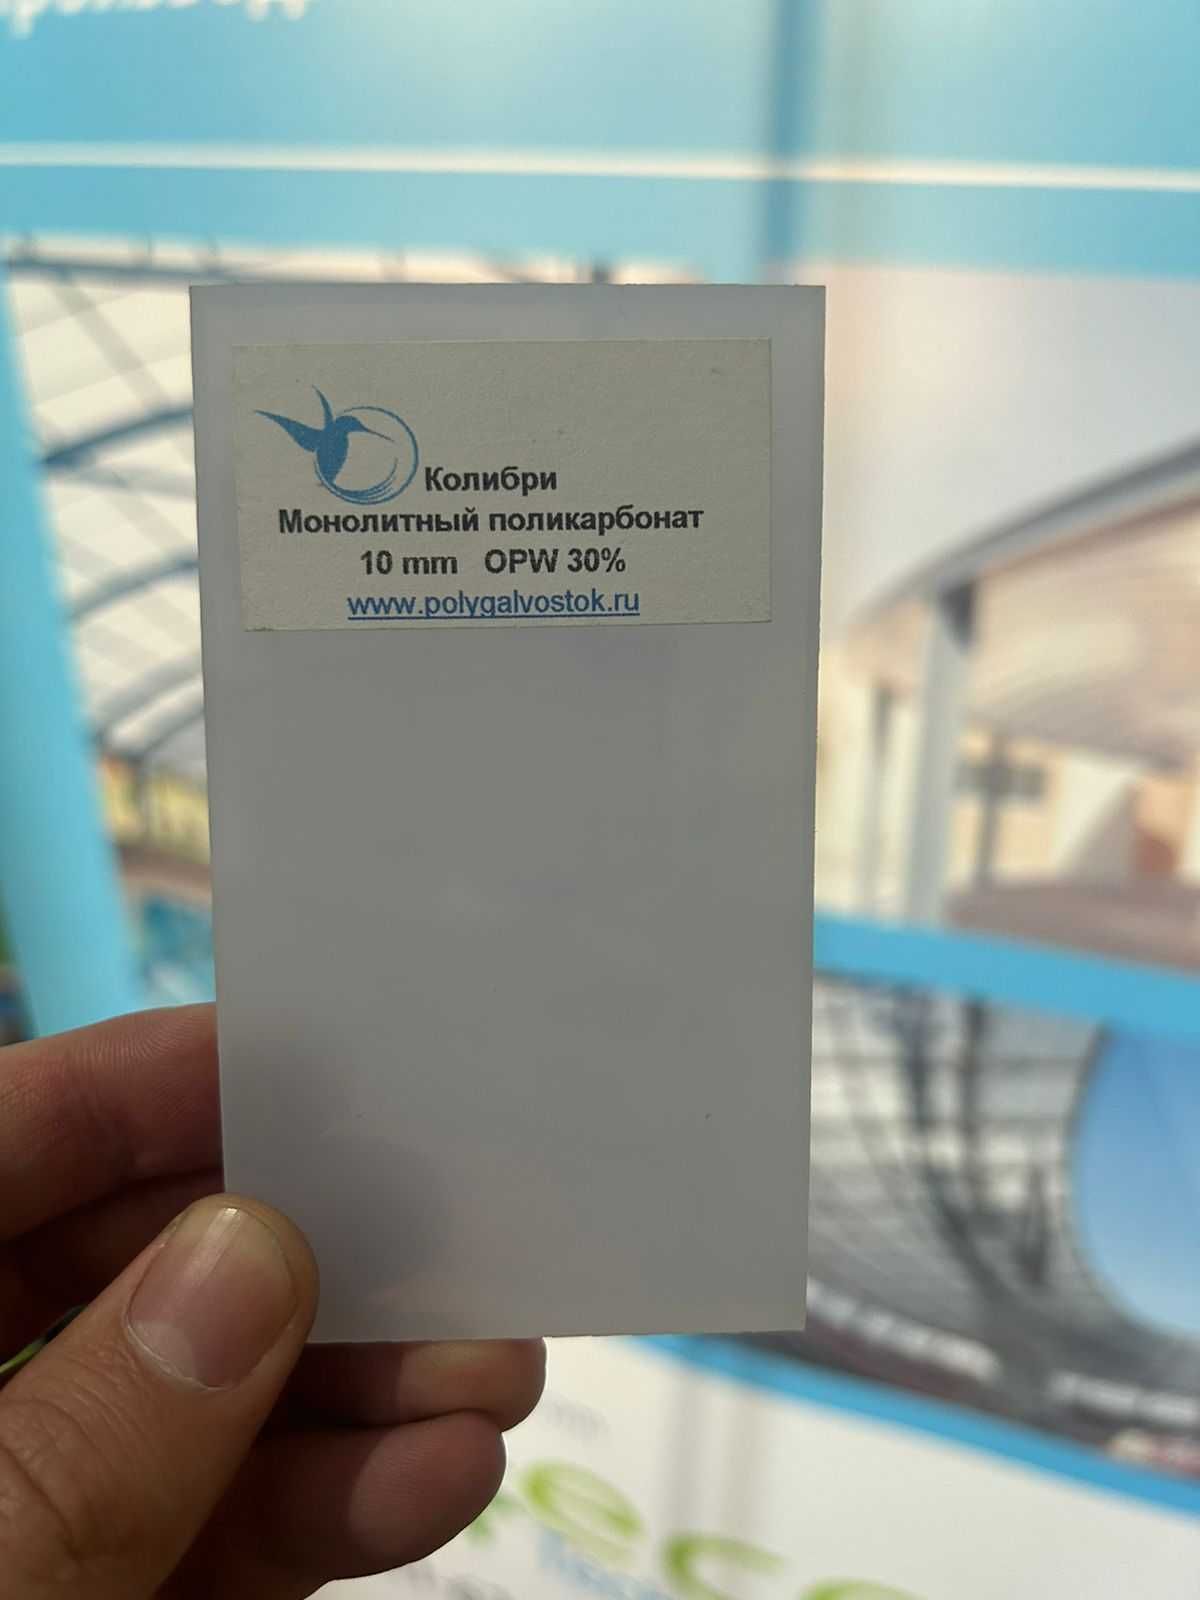 Колибри
Монолитный поликарбонат
10 mm OPW 30%
www.polygalvostok.ru